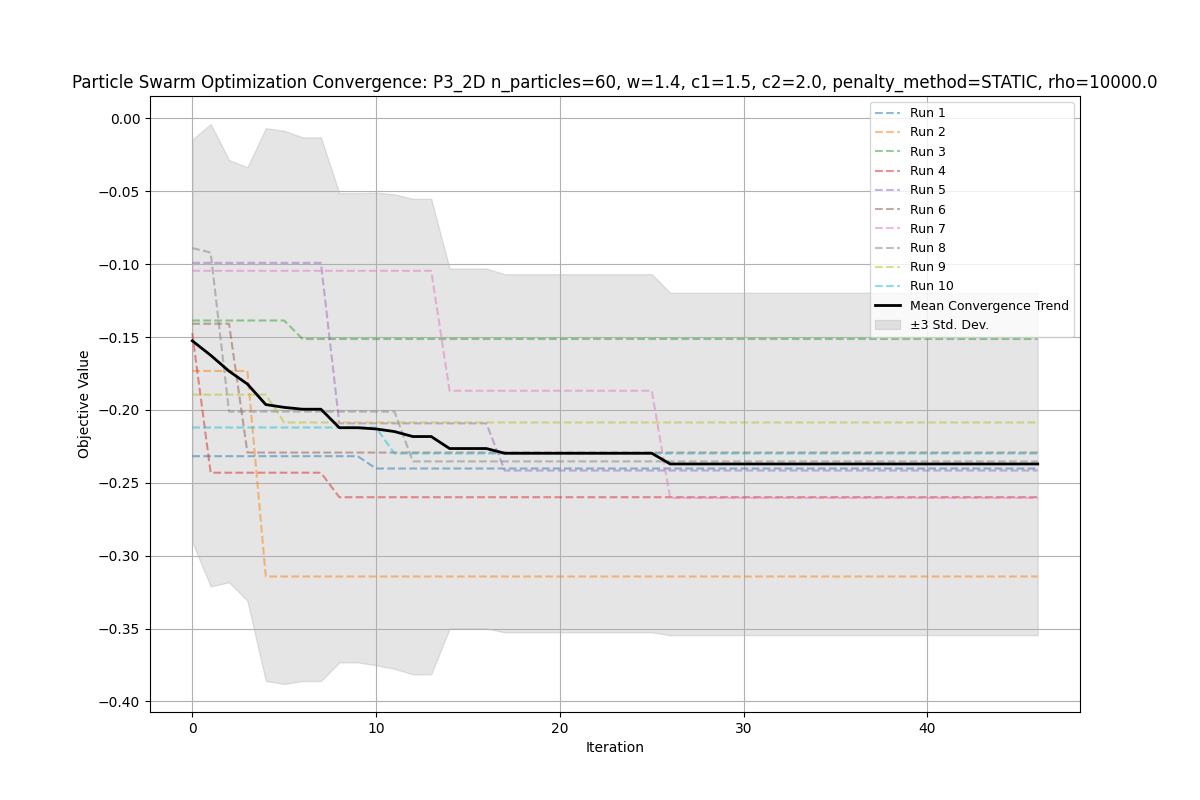 Particle Swarm Optimization Convergence: P3_2D n_particles=60, w=1.4, c1=1.5, c2=2.0, penalty_method=STATIC, rho=10000.0
Run 1
Run 2
Run 3
Run 4
Run 5
Run 6
Run 7
Run 8
Run 9
Run 10
Mean Convergence Trend
±3 Std. Dev.
Objective Value
0.00
−0.05
−0.10
−0.15
−0.20
−0.25
−0.30
−0.35
−0.40
0
10
20
30
40
Iteration